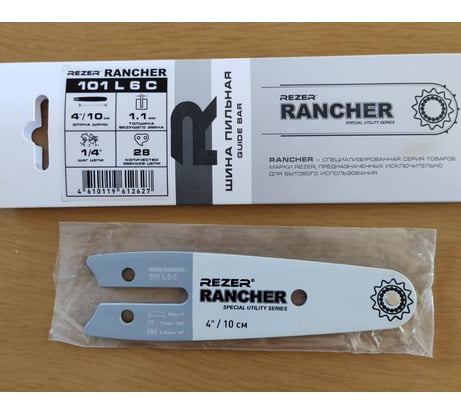 REZER® RANCHER
101 L 6 C
4"/10 см
ДЛИНА ШИНЫ
1.1 мм
ТОЛЩИНА
ВЕДУЩЕГО ЗВЕНА
1/4"
ШАГ ЦЕПИ
28
КОЛИЧЕСТВО
ЗВЕНЬЕВ ЦЕПИ
4 610119 612627
R
ШИНА ПИЛЬНАЯ
GUIDE BAR
REZER®
RANCHER
SPECIAL UTILITY SERIES
RANCHER – СПЕЦИАЛИЗИРОВАННАЯ СЕРИЯ ТОВАРОВ
МАРКИ REZER, ПРЕДНАЗНАЧЕННЫХ ИСКЛЮЧИТЕЛЬНО
ДЛЯ БЫТОВОГО ИСПОЛЬЗОВАНИЯ
101 L 6 C
REZER®
RANCHER
SPECIAL UTILITY SERIES
4" / 10 СМ